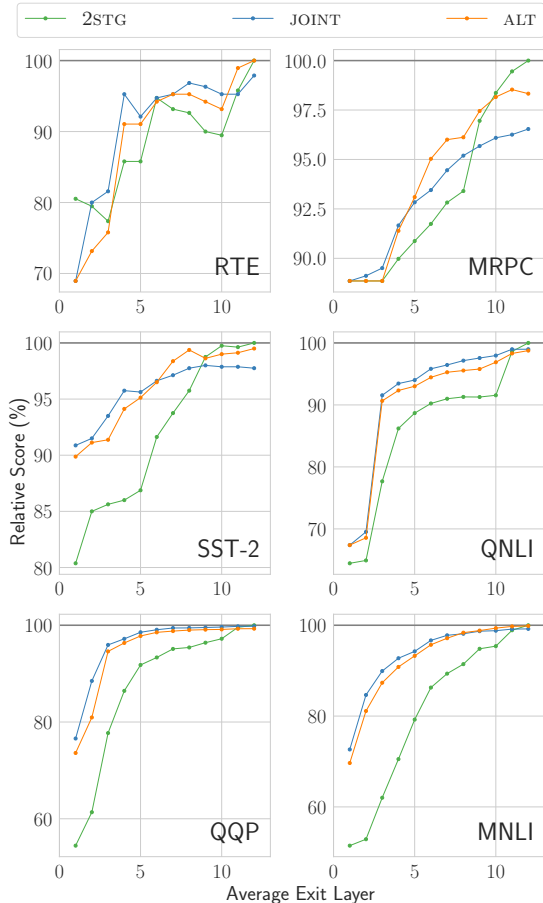 2STG JOINT ALT
100
90
80
70
0 5 10
RTE
100.0
97.5
95.0
92.5
90.0
0 5 10
MRPC
100
95
90
85
80
0 5 10
SST-2
100
90
80
70
0 5 10
QNLI
100
80
60
0 5 10
QQP
100
80
60
0 5 10
MNLI
Relative Score (%)
Average Exit Layer